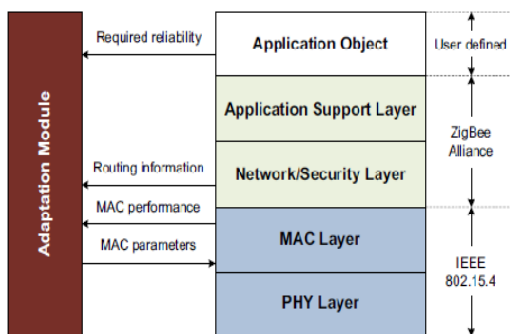 Adaptation Module
Required reliability
Application Object
User defined
Application Support Layer
ZigBee
Alliance
Routing information
Network/Security Layer
MAC performance
MAC parameters
MAC Layer
IEEE
802.15.4
PHY Layer